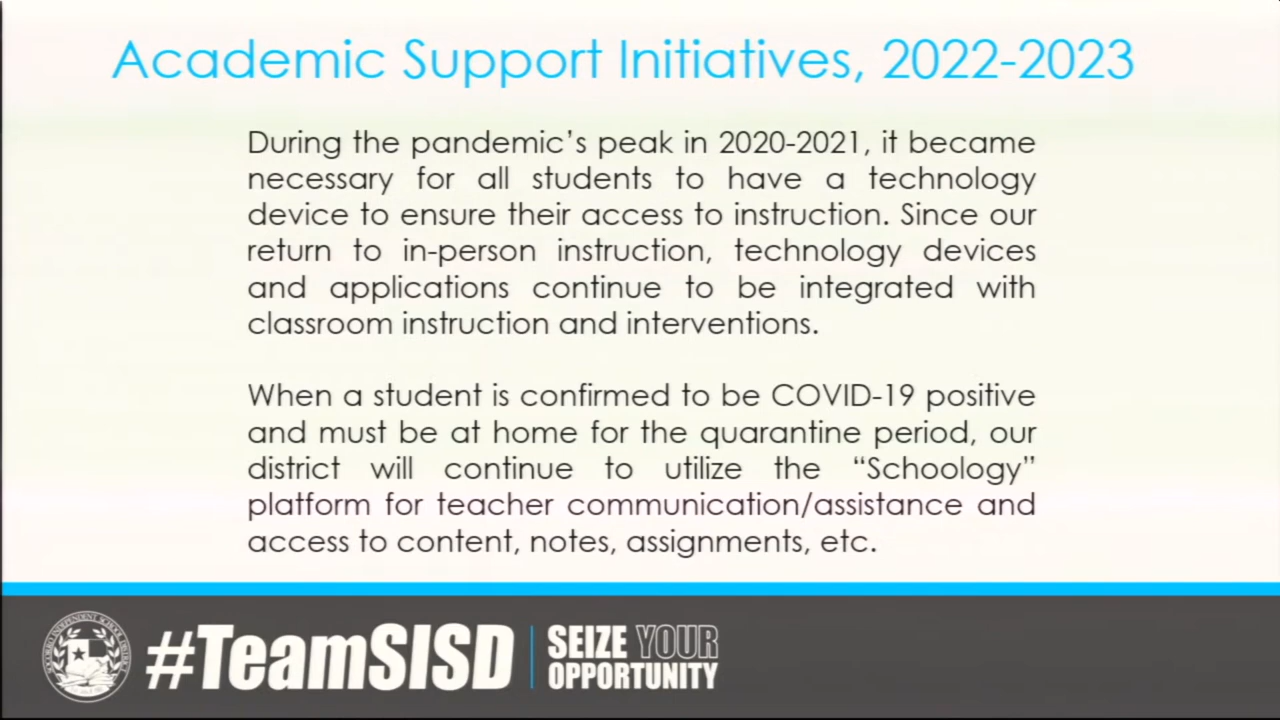 Academic Support Initiatives, 2022-2023
During the pandemic's peak in 2020-2021, it became
necessary for all students to have a technology
device to ensure their access to instruction. Since our
return to in-person instruction, technology devices
and applications continue to be integrated with
classroom instruction and interventions.
When a student is confirmed to be COVID-19 positive
and must be at home for the quarantine period, our
district will continue to utilize the “Schoology”
platform for teacher communication/assistance and
access to content, notes, assignments, etc.
SOCORRO INDEPENDENT SCHOOL DISTRICT
#TeamSISD
SEIZE YOUR
OPPORTUNITY